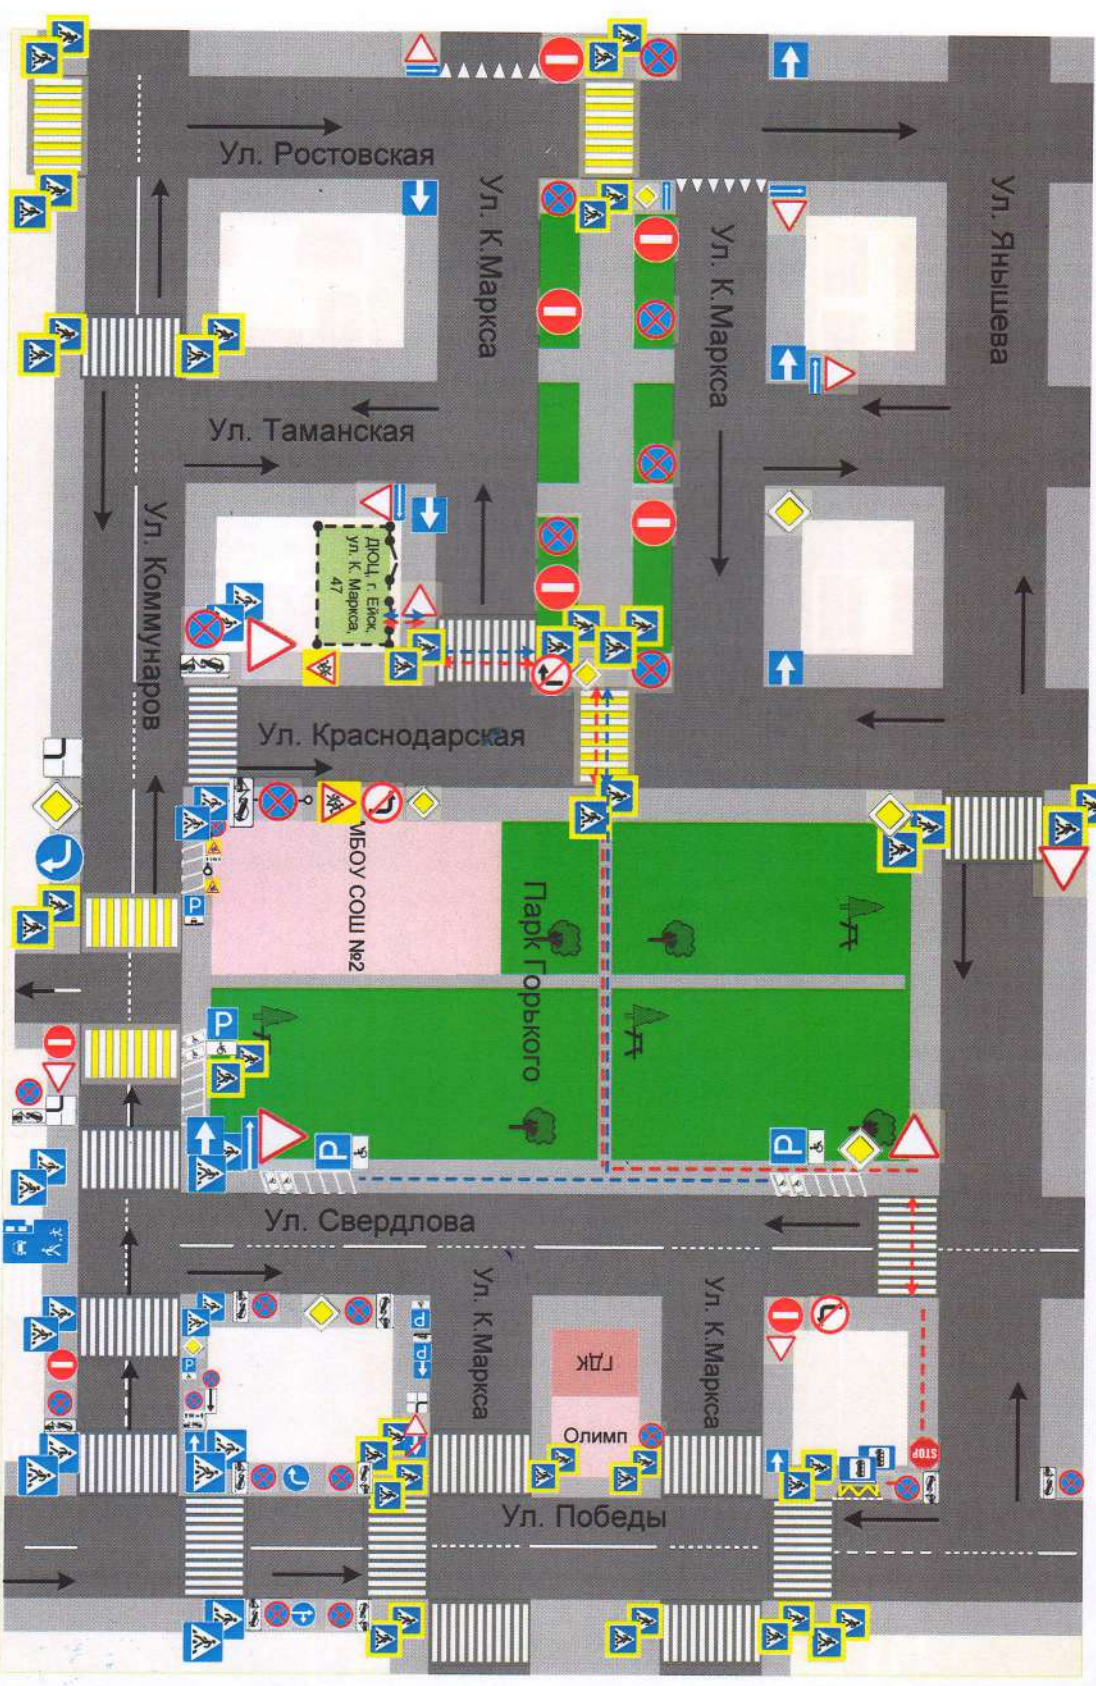 Ул. Ростовская
Ул. К.Маркса
Ул. К.Маркса
Ул. Янышева
Ул. Таманская
Ул. Коммунаров
ДЮЦ, г. Ейск,
ул. К. Маркса,
47
Ул. Краснодарская
МБОУ СОШ №2
Парк Горького
P
P
P
P
Ул. Свердлова
Ул. К.Маркса
Ул. К.Маркса
ГДК
Олимп
P
P
P
STOP
Ул. Победы